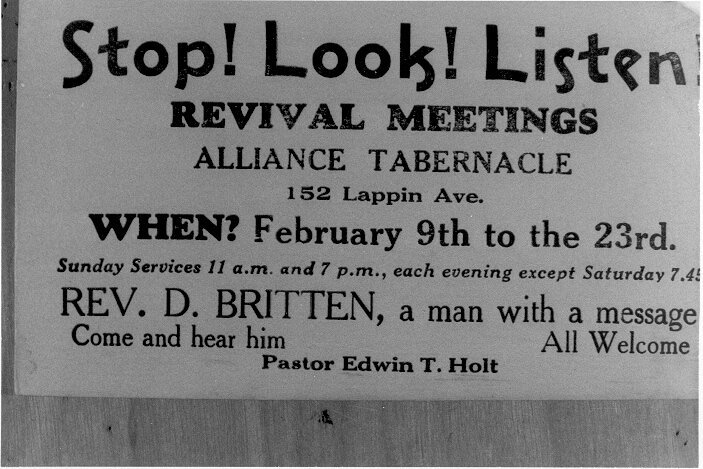 Stop! Look! Listen!
REVIVAL MEETINGS
ALLIANCE TABERNACLE
152 Lappin Ave.
WHEN? February 9th to the 23rd.
Sunday Services 11 a.m. and 7 p.m., each evening except Saturday 7.45
REV. D. BRITTEN, a man with a message
Come and hear him
All Welcome
Pastor Edwin T. Holt